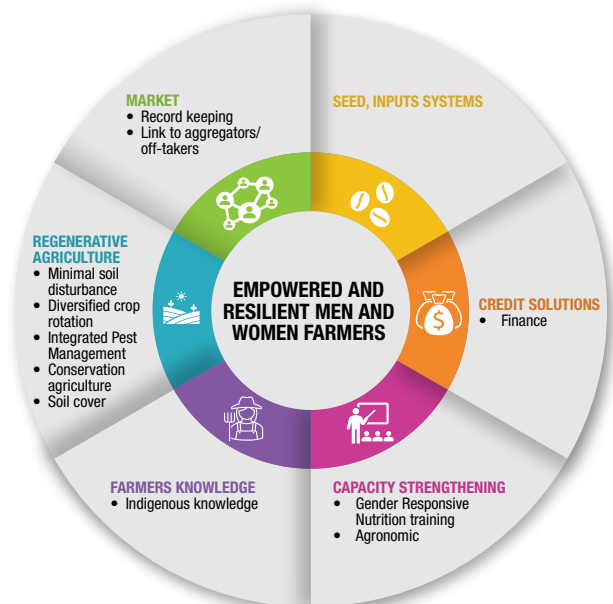 MARKET
• Record keeping
• Link to aggregators/
off-takers
SEED, INPUTS SYSTEMS
CREDIT SOLUTIONS
• Finance
CAPACITY STRENGTHENING
• Gender Responsive
Nutrition training
• Agronomic
FARMERS KNOWLEDGE
• Indigenous knowledge
REGENERATIVE
AGRICULTURE
• Minimal soil
disturbance
• Diversified crop
rotation
• Integrated Pest
Management
• Conservation
agriculture
• Soil cover
EMPOWERED AND
RESILIENT MEN AND
WOMEN FARMERS
$